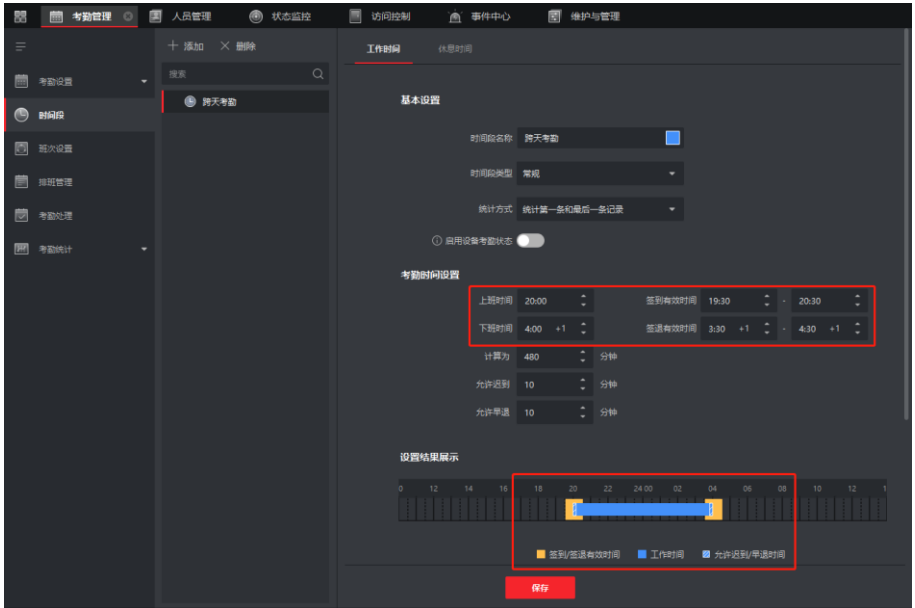 考勤管理 人员管理 状态监控 访问控制 事件中心 维护与管理
添加 删除
搜索
跨天考勤
考勤设置
时间段
班次设置
排班管理
考勤处理
考勤统计
工作时间 休息时间
基本设置
时间段名称 跨天考勤
时间段类型 常规
统计方式 统计第一条和最后一条记录
启用设备考勤状态
考勤时间设置
上班时间 20:00 签到有效时间 19:30 - 20:30
下班时间 4:00 +1 签退有效时间 3:30 +1 - 4:30 +1
计算为 480 分钟
允许迟到 10 分钟
允许早退 10 分钟
设置结果展示
0 12 14 16 18 20 22 24 00 02 04 06 08 10 12 1
签到/签退有效时间 工作时间 允许迟到/早退时间
保存